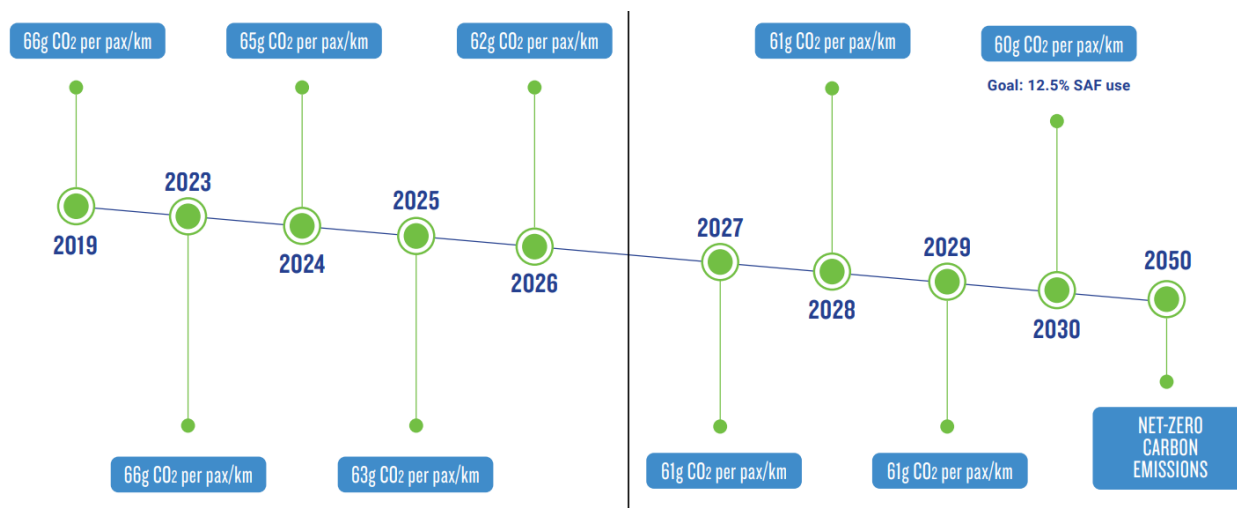 66g CO2 per pax/km
65g CO2 per pax/km
62g CO2 per pax/km
61g CO2 per pax/km
60g CO2 per pax/km
Goal: 12.5% SAF use
2019
2023
2024
2025
2026
2027
2028
2029
2030
2050
66g CO2 per pax/km
63g CO2 per pax/km
61g CO2 per pax/km
61g CO2 per pax/km
NET-ZERO
CARBON
EMISSIONS